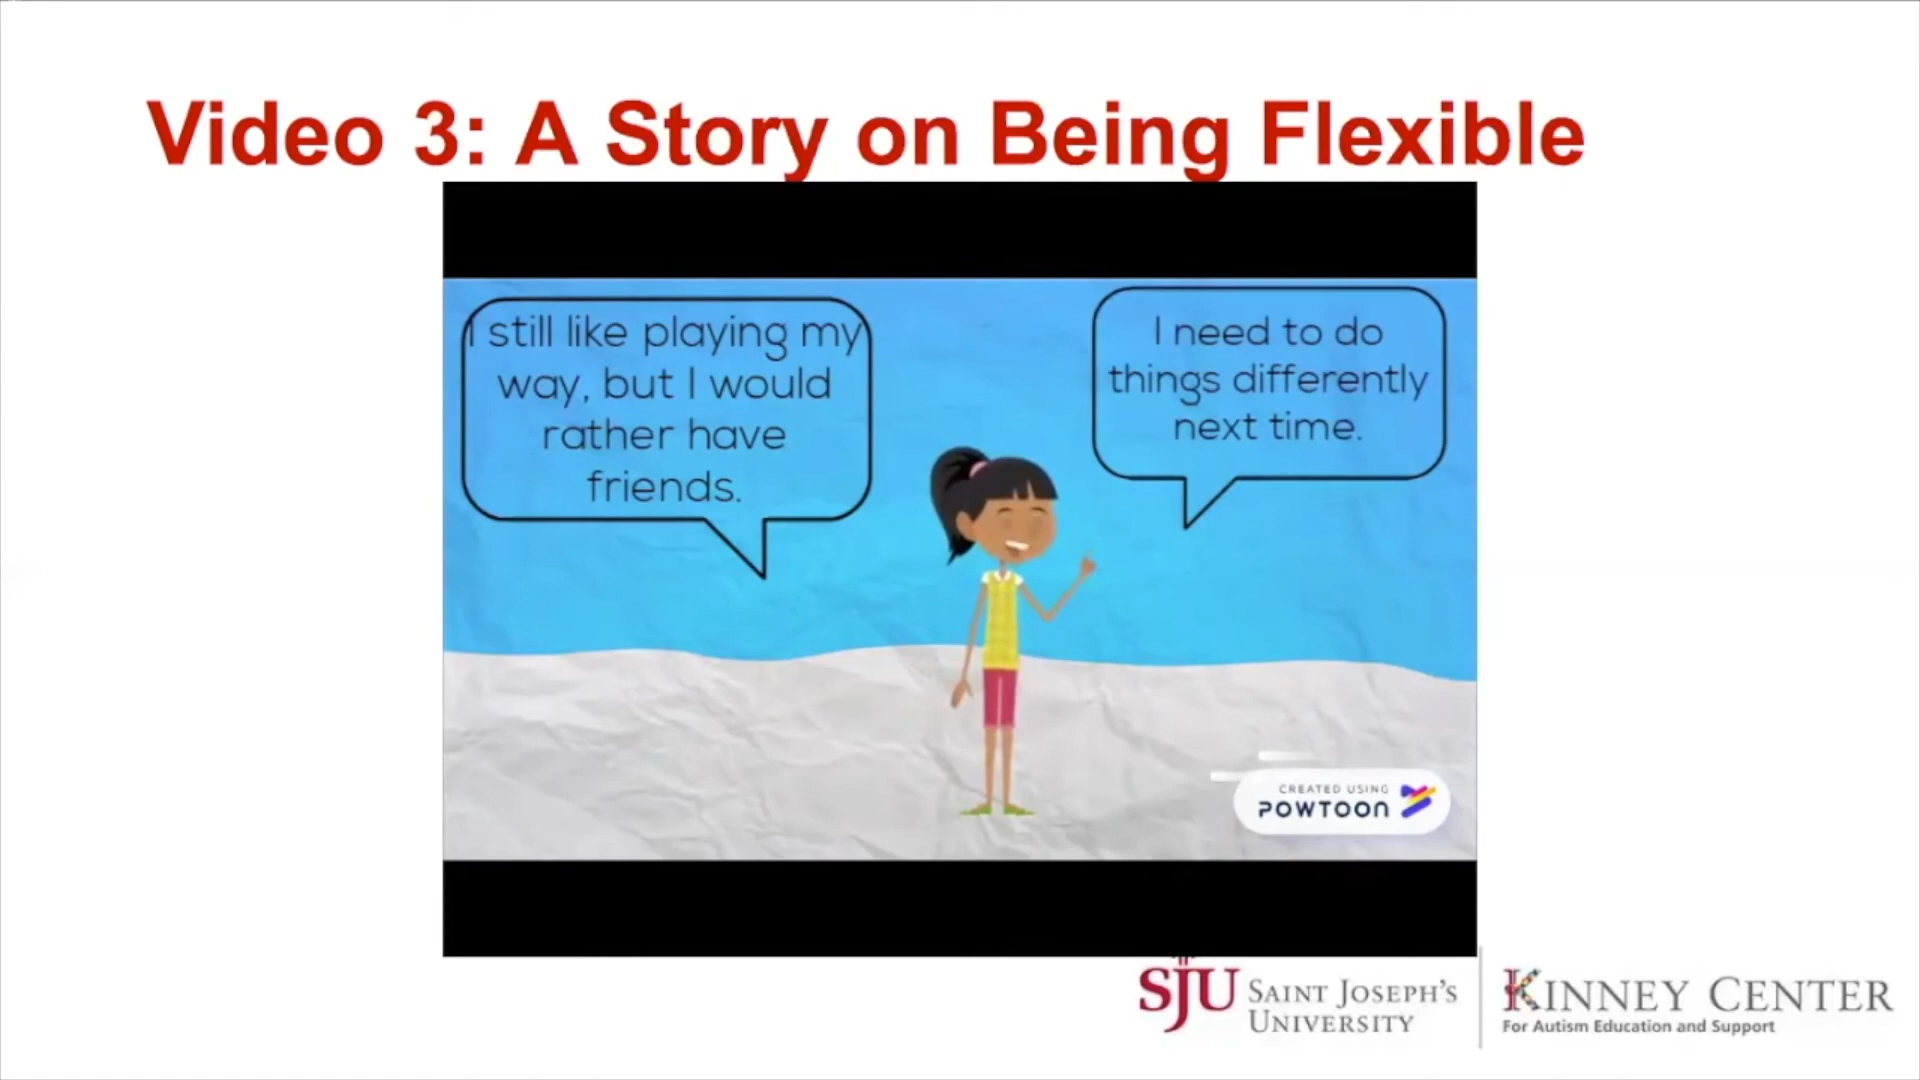 Video 3: A Story on Being Flexible
I still like playing my
way, but I would
rather have
friends.
I need to do
things differently
next time.
CREATED USING
POWTOON
SJU SAINT JOSEPH'S
UNIVERSITY
KINNEY CENTER
For Autism Education and Support